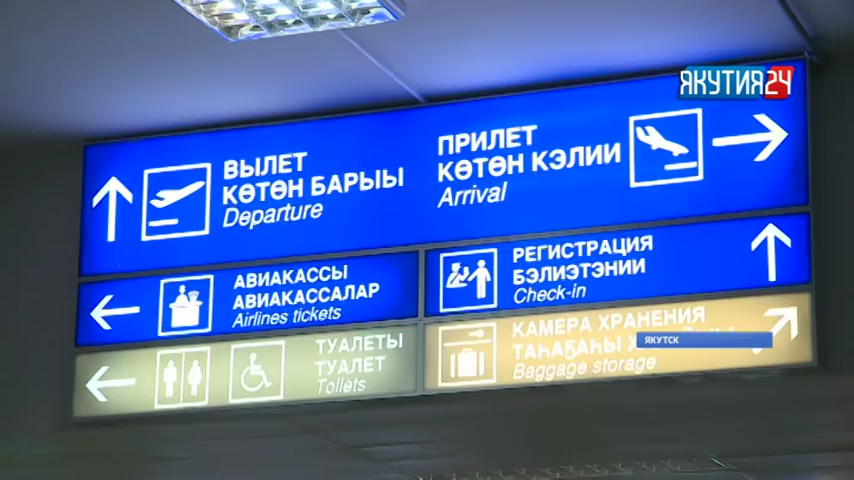 ЯКУТИЯ24
ВЫЛЕТ
КӨТӨН БАРЫЫ
Departure
ПРИЛЕТ
КӨТӨН КЭЛИИ
Arrival
АВИАКАССЫ
АВИАКАССАЛАР
Airlines tickets
РЕГИСТРАЦИЯ
БЭЛИЭТЭНИИ
Check-in
ТУАЛЕТЫ
ТУАЛЕТ
Toilets
КАМЕРА ХРАНЕНИЯ
ТАҺАҔАҺЫ
Baggage storage
ЯКУТСК